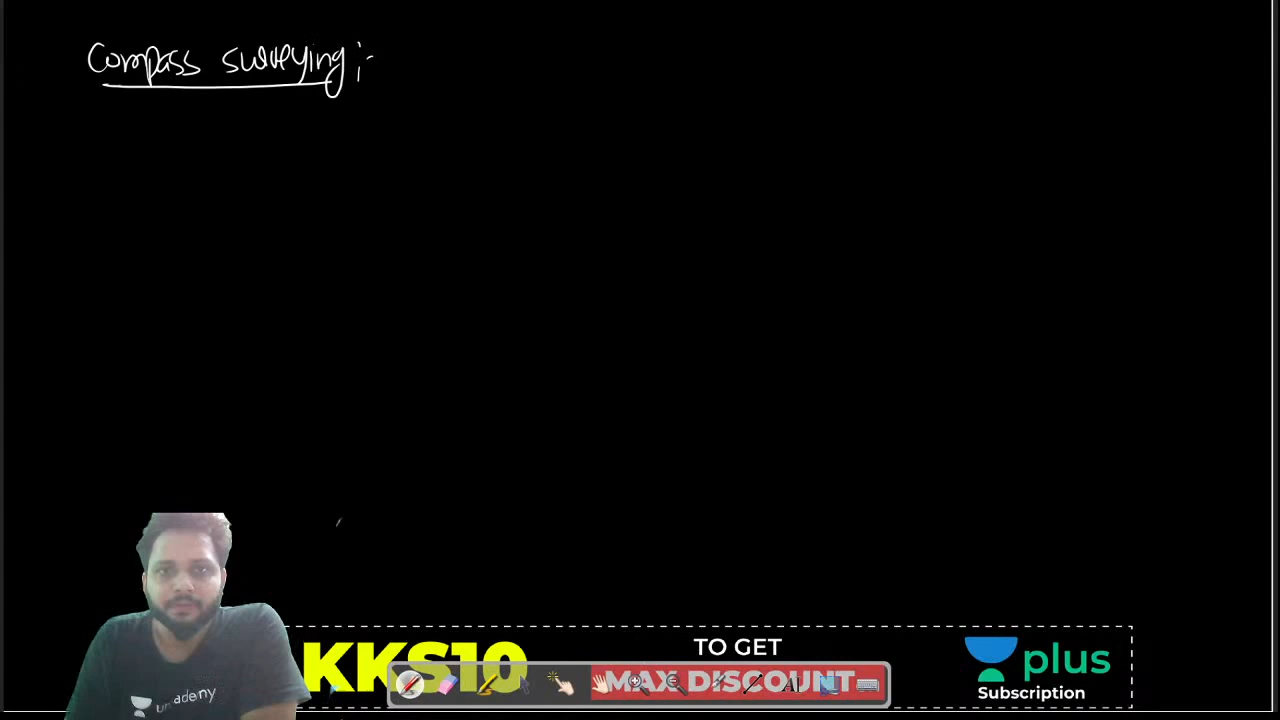 Compass surveying :-
KKS10
TO GET
MAX DISCOUNT
plus
Subscription
unacademy